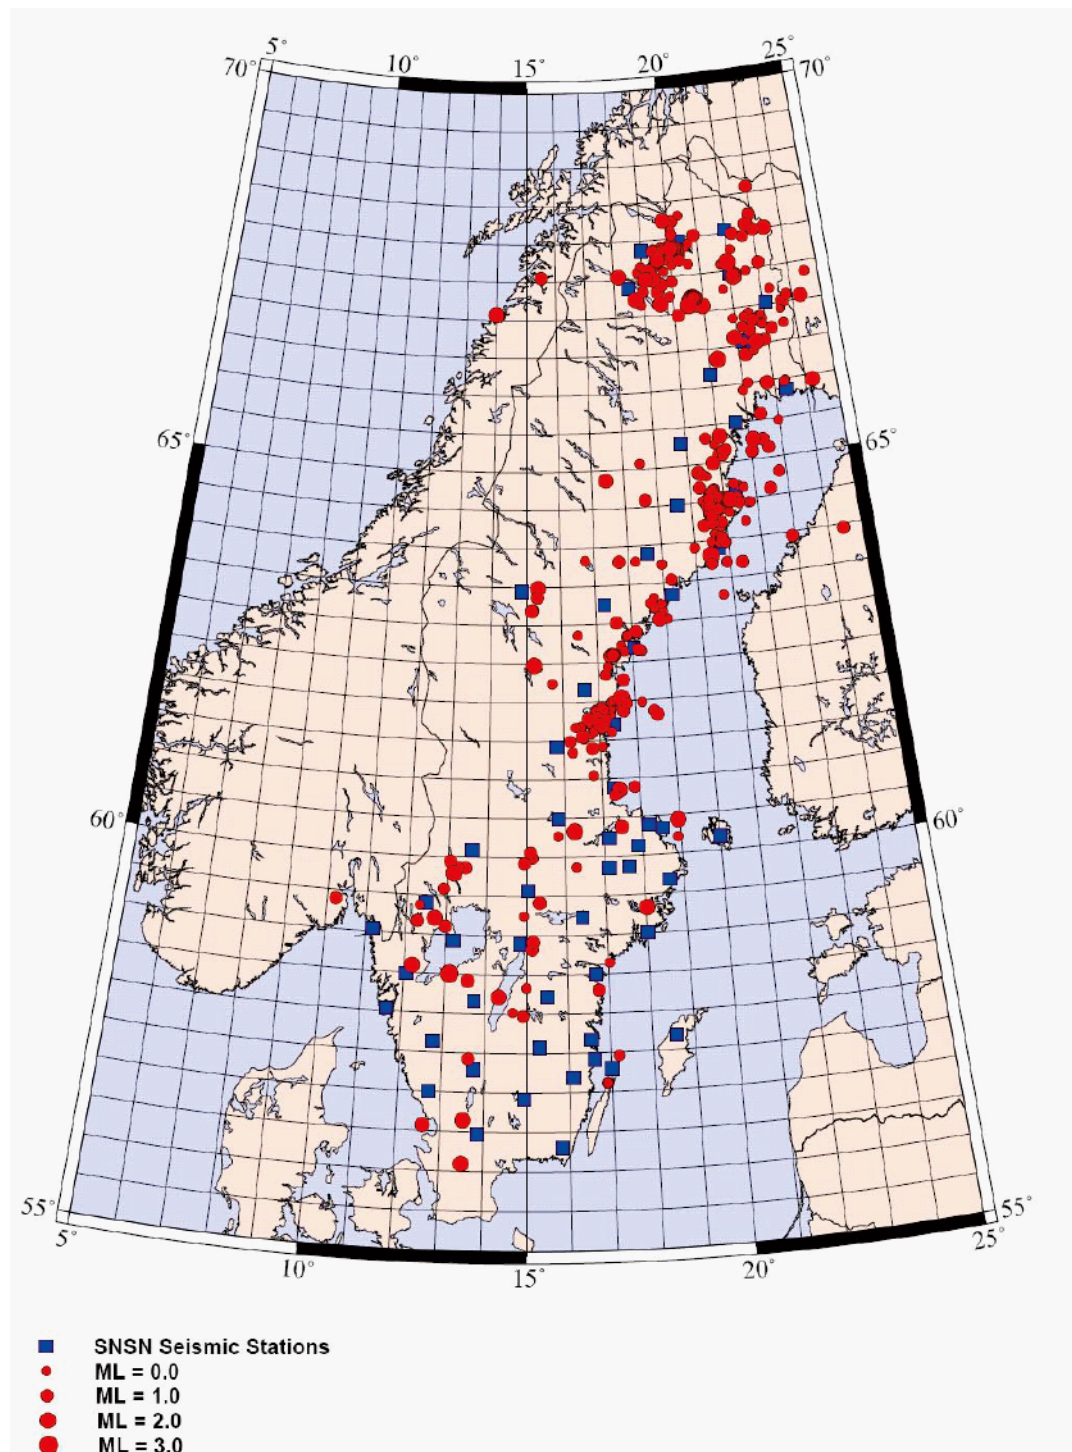 5° 10° 15° 20° 25°
70° 70°
65° 65°
60° 60°
55° 55°
5° 10° 15° 20° 25°
SNSN Seismic Stations
ML = 0.0
ML = 1.0
ML = 2.0
ML = 3.0